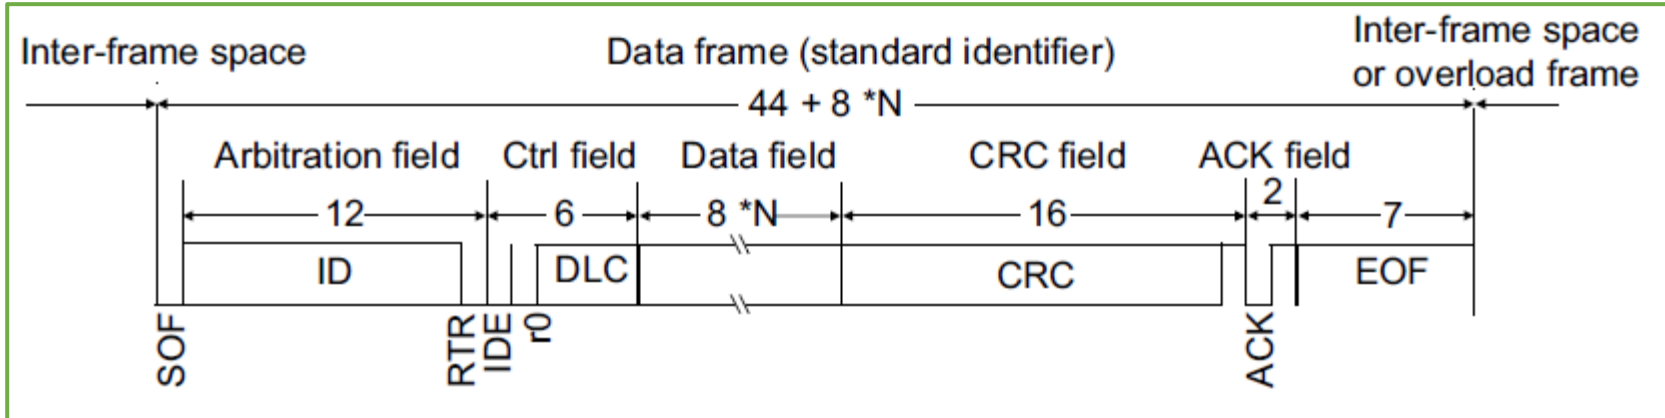 Inter-frame space
Data frame (standard identifier)
Inter-frame space
or overload frame
44 + 8 *N
Arbitration field
Ctrl field
Data field
CRC field
ACK field
12
6
8 *N
16
2
7
ID
DLC
CRC
EOF
SOF
RTR
IDE
r0
ACK